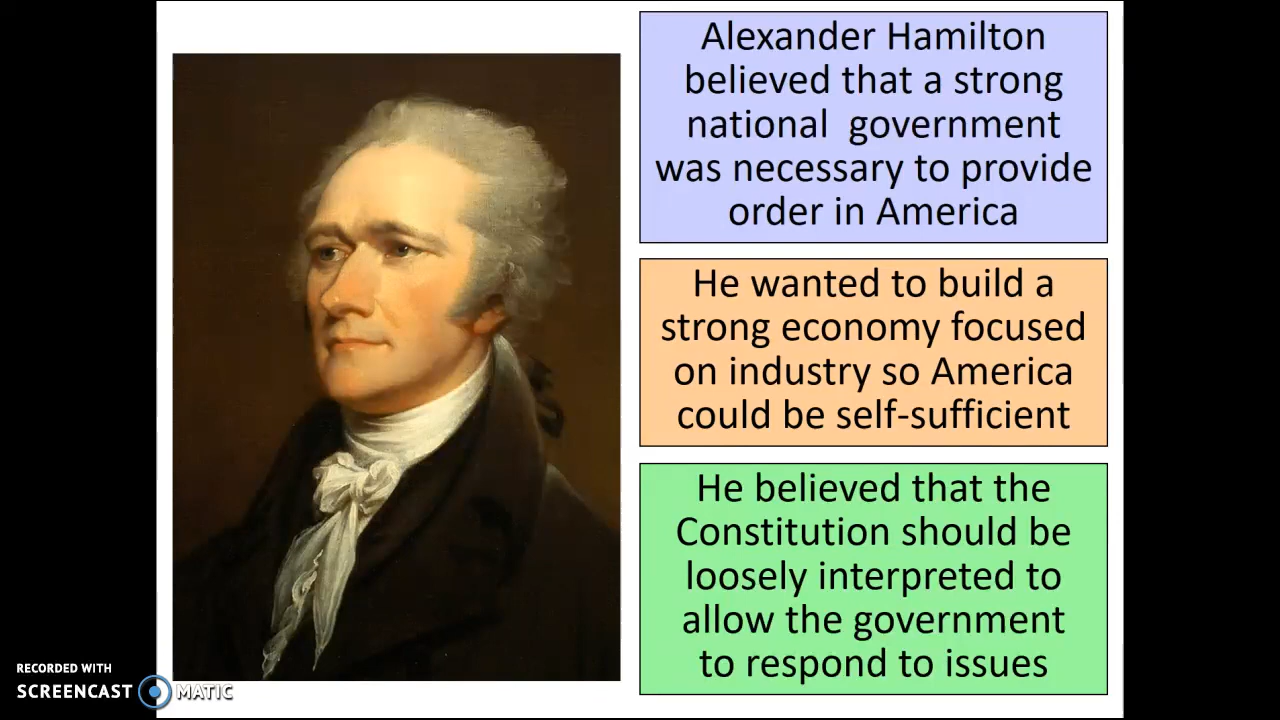 Alexander Hamilton
believed that a strong
national  government
was necessary to provide
order in America
He wanted to build a
strong economy focused
on industry so America
could be self-sufficient
He believed that the
Constitution should be
loosely interpreted to
allow the government
to respond to issues
RECORDED WITH
SCREENCAST MATIC